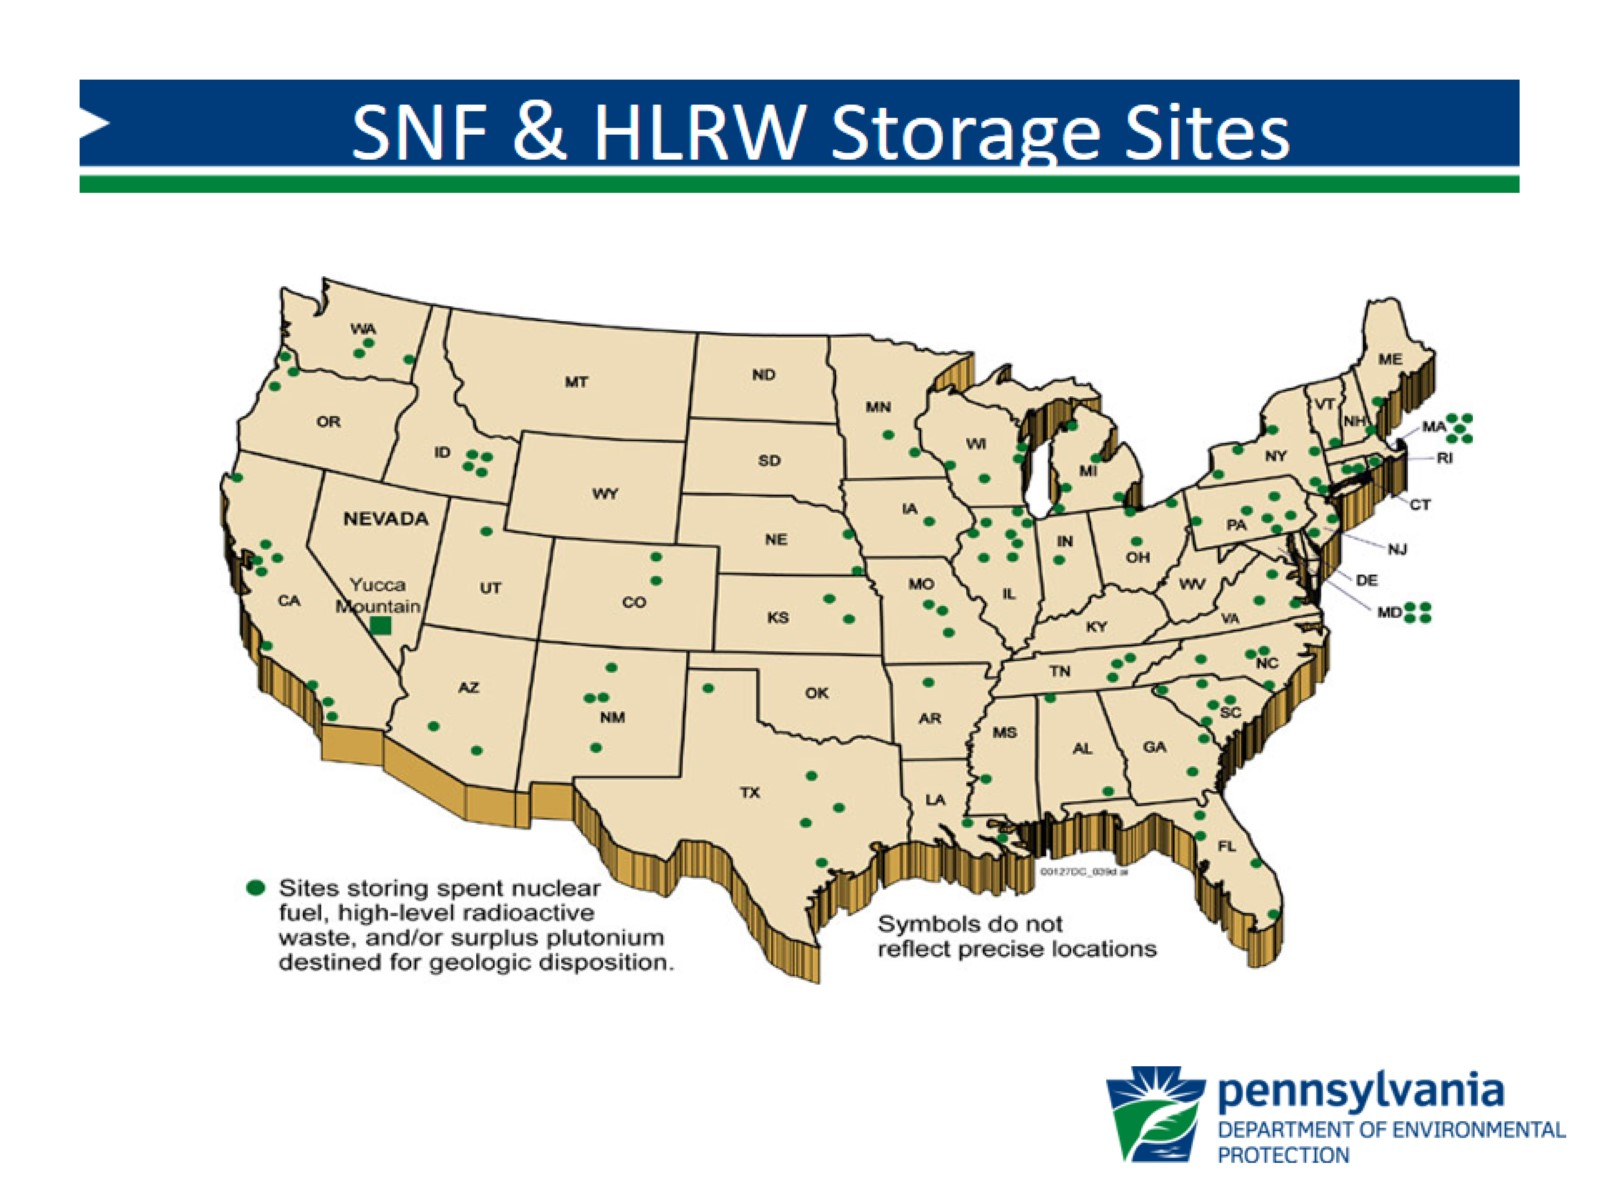 SNF & HLRW Storage Sites
WA
MT
ND
MN
ME
VT
NH
MA
OR
ID
SD
WI
MI
NY
RI
WY
IA
CT
NEVADA
NE
IN
OH
PA
NJ
UT
CO
MO
IL
WV
DE
Yucca
Mountain
CA
KS
KY
VA
MD
AZ
NM
OK
AR
TN
NC
SC
MS
AL
GA
TX
LA
FL
00127DC_039d.ai
Sites storing spent nuclear
fuel, high-level radioactive
waste, and/or surplus plutonium
destined for geologic disposition.
Symbols do not
reflect precise locations
pennsylvania
DEPARTMENT OF ENVIRONMENTAL
PROTECTION